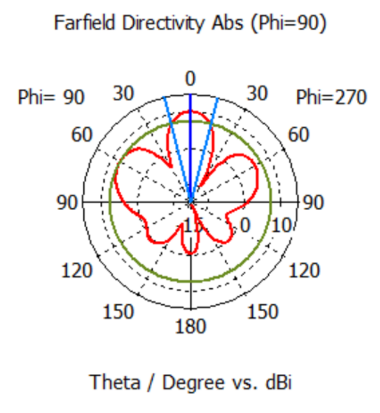 Farfield Directivity Abs (Phi=90)
0
Phi= 90 30 30 Phi=270
60 60
90 -15 0 10 90
120 120
150 150
180
Theta / Degree vs. dBi